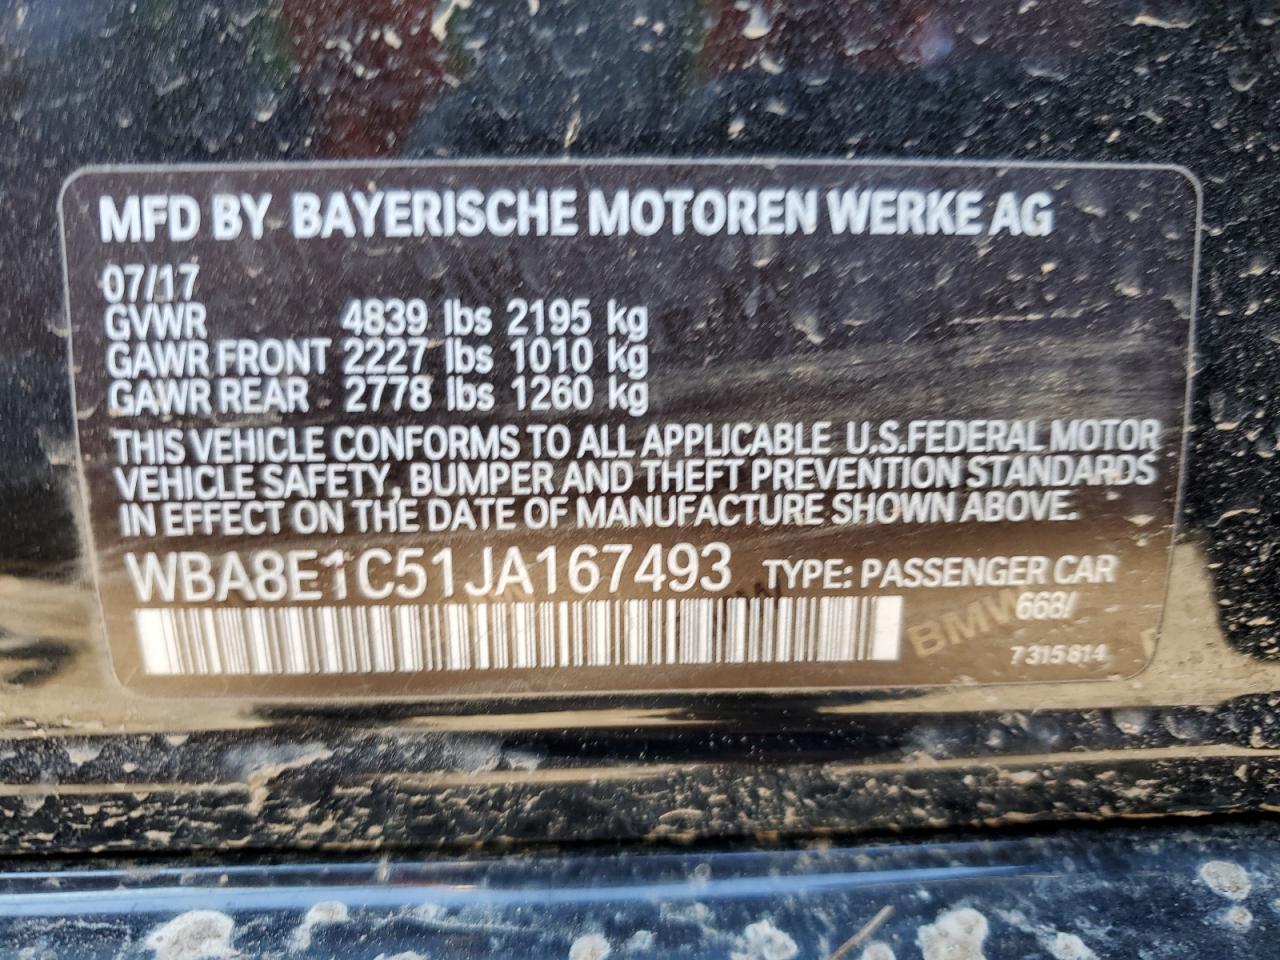 MFD BY BAYERISCHE MOTOREN WERKE AG
07/17
GVWR 4839 lbs 2195 kg
GAWR FRONT 2227 lbs 1010 kg
GAWR REAR 2778 lbs 1260 kg
THIS VEHICLE CONFORMS TO ALL APPLICABLE U.S.FEDERAL MOTOR
VEHICLE SAFETY, BUMPER AND THEFT PREVENTION STANDARDS
IN EFFECT ON THE DATE OF MANUFACTURE SHOWN ABOVE.
WBA8E1C51JA167493 TYPE: PASSENGER CAR
668/
BMW
7 315 814